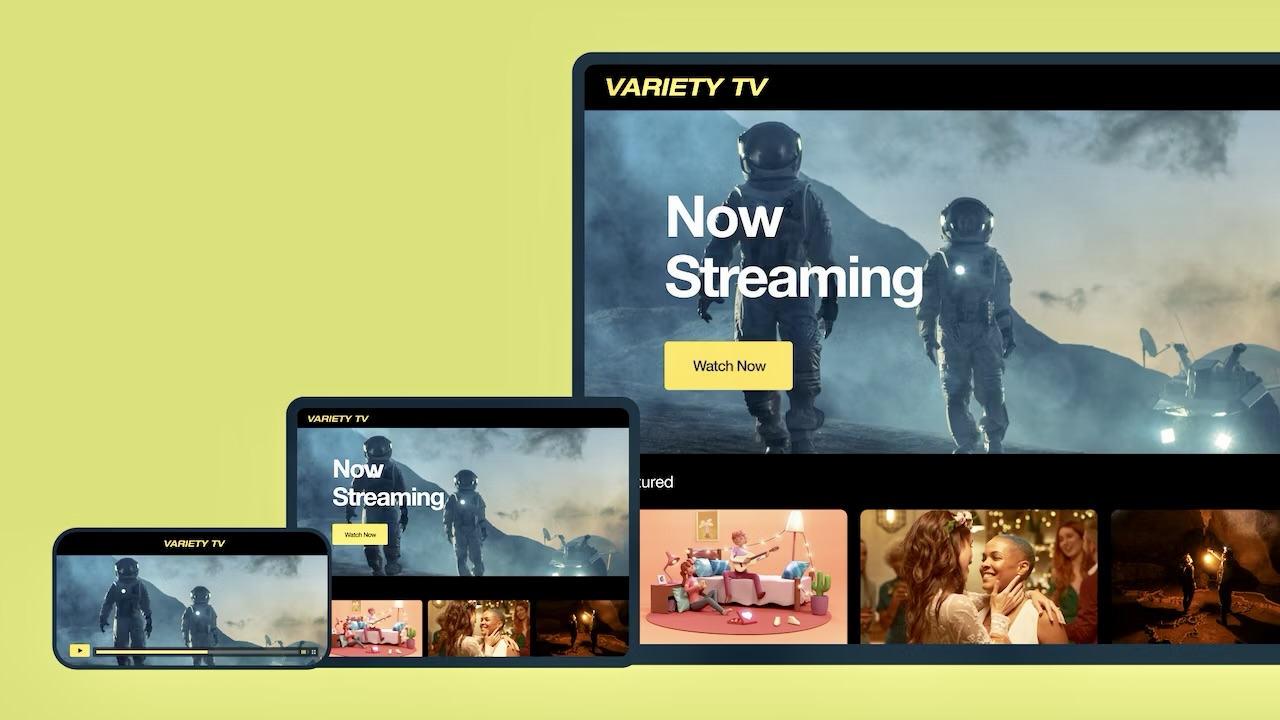 VARIETY TV
Now
Streaming
Watch Now
tured
VARIETY TV
Now
Streaming
Watch Now
VARIETY TV